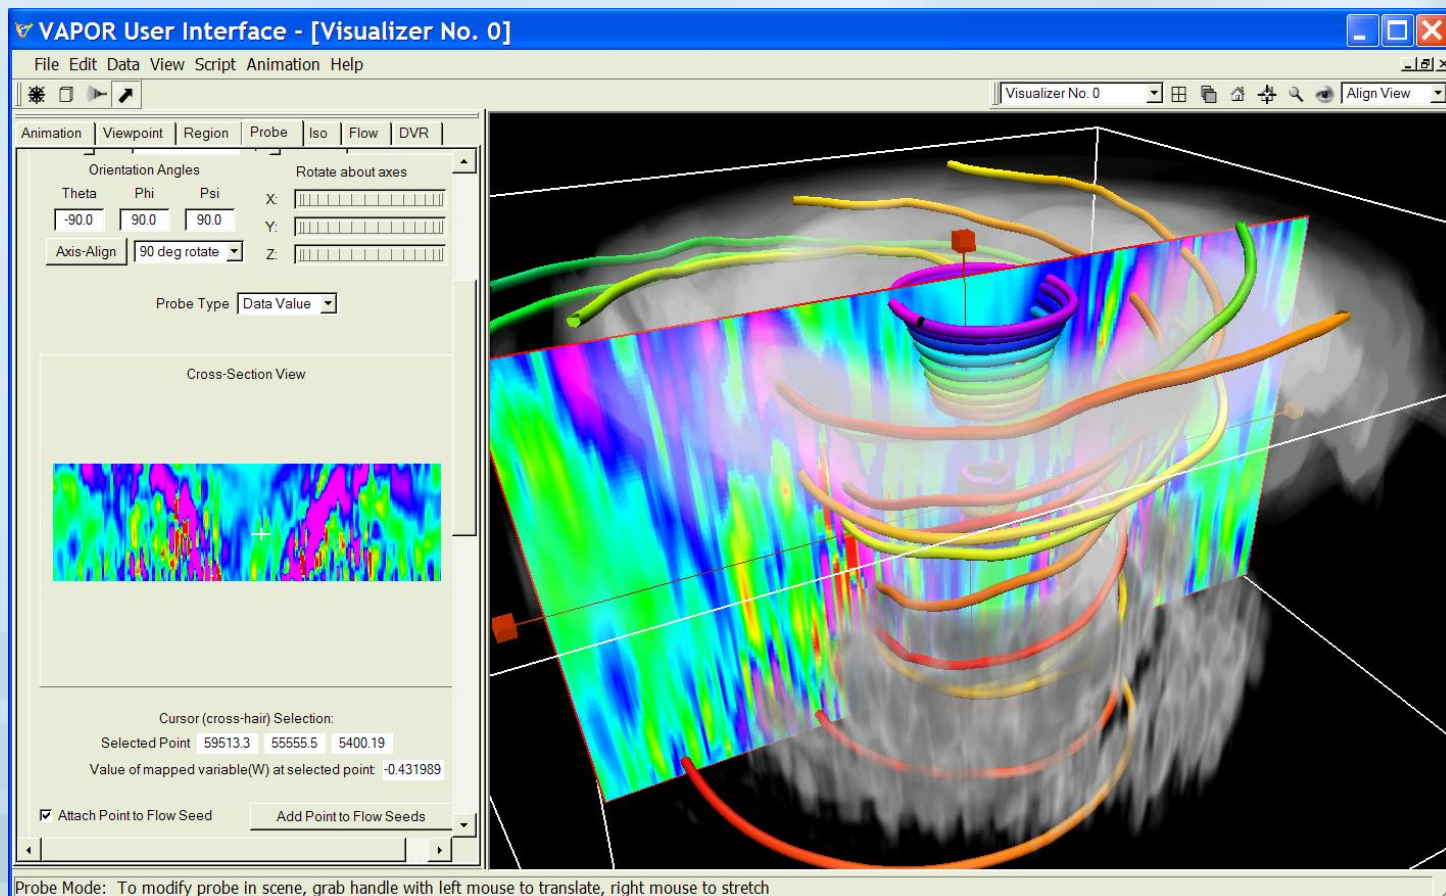 VAPOR User Interface - [Visualizer No. 0]
File Edit Data View Script Animation Help
Visualizer No. 0 Align View
Animation Viewpoint Region Probe Iso Flow DVR
Orientation Angles Rotate about axes
Theta Phi Psi X:
-90.0 90.0 90.0 Y:
Axis-Align 90 deg rotate Z:
Probe Type Data Value
Cross-Section View
Cursor (cross-hair) Selection:
Selected Point 59513.3 55555.5 5400.19
Value of mapped variable(W) at selected point: -0.431989
Attach Point to Flow Seed Add Point to Flow Seeds
Probe Mode: To modify probe in scene, grab handle with left mouse to translate, right mouse to stretch